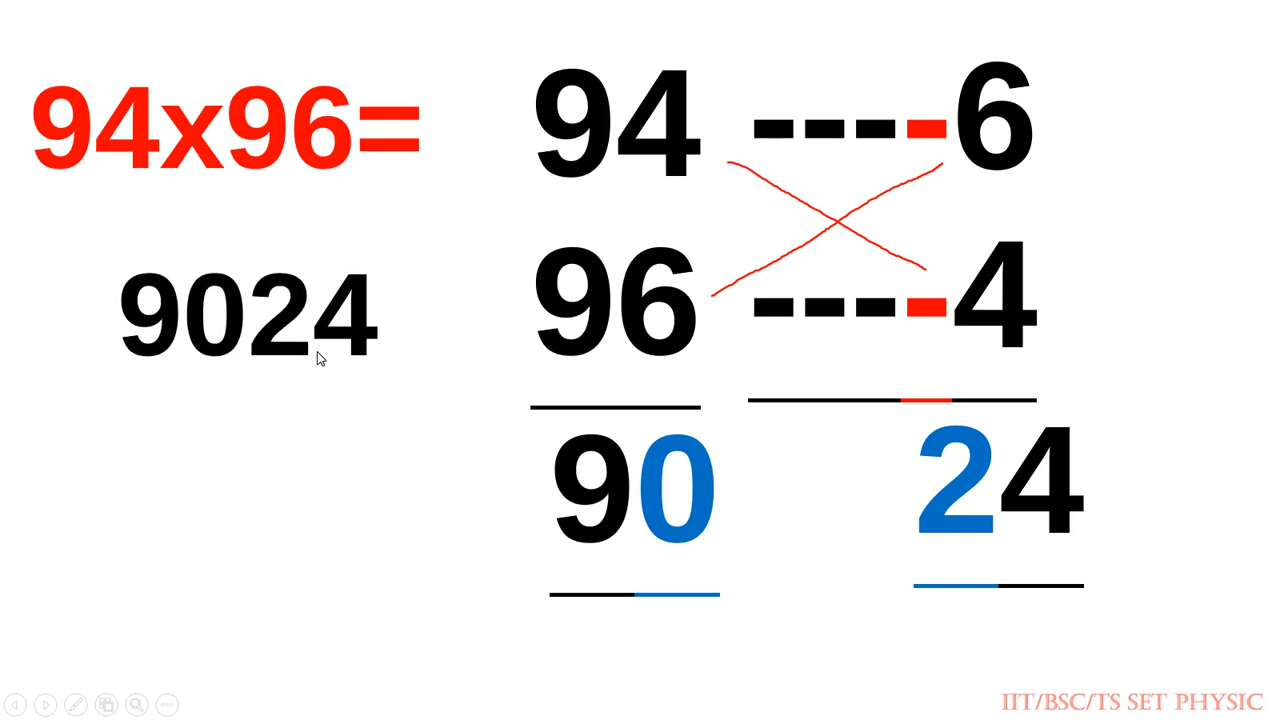 94x96=
9024
94 ----6
96 ----4
90 24
IIT/BSC/TS SET PHYSIC